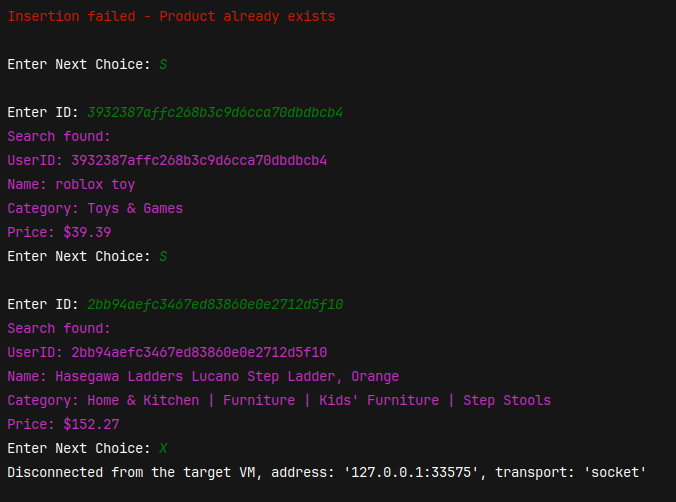 Insertion failed - Product already exists
Enter Next Choice: S
Enter ID: 3932387affc268b3c9d6cca70dbdbcb4
Search found:
UserID: 3932387affc268b3c9d6cca70dbdbcb4
Name: roblox toy
Category: Toys & Games
Price: $39.39
Enter Next Choice: S
Enter ID: 2bb94aefc3467ed83860e0e2712d5f10
Search found:
UserID: 2bb94aefc3467ed83860e0e2712d5f10
Name: Hasegawa Ladders Lucano Step Ladder, Orange
Category: Home & Kitchen | Furniture | Kids' Furniture | Step Stools
Price: $152.27
Enter Next Choice: X
Disconnected from the target VM, address: '127.0.0.1:33575', transport: 'socket'